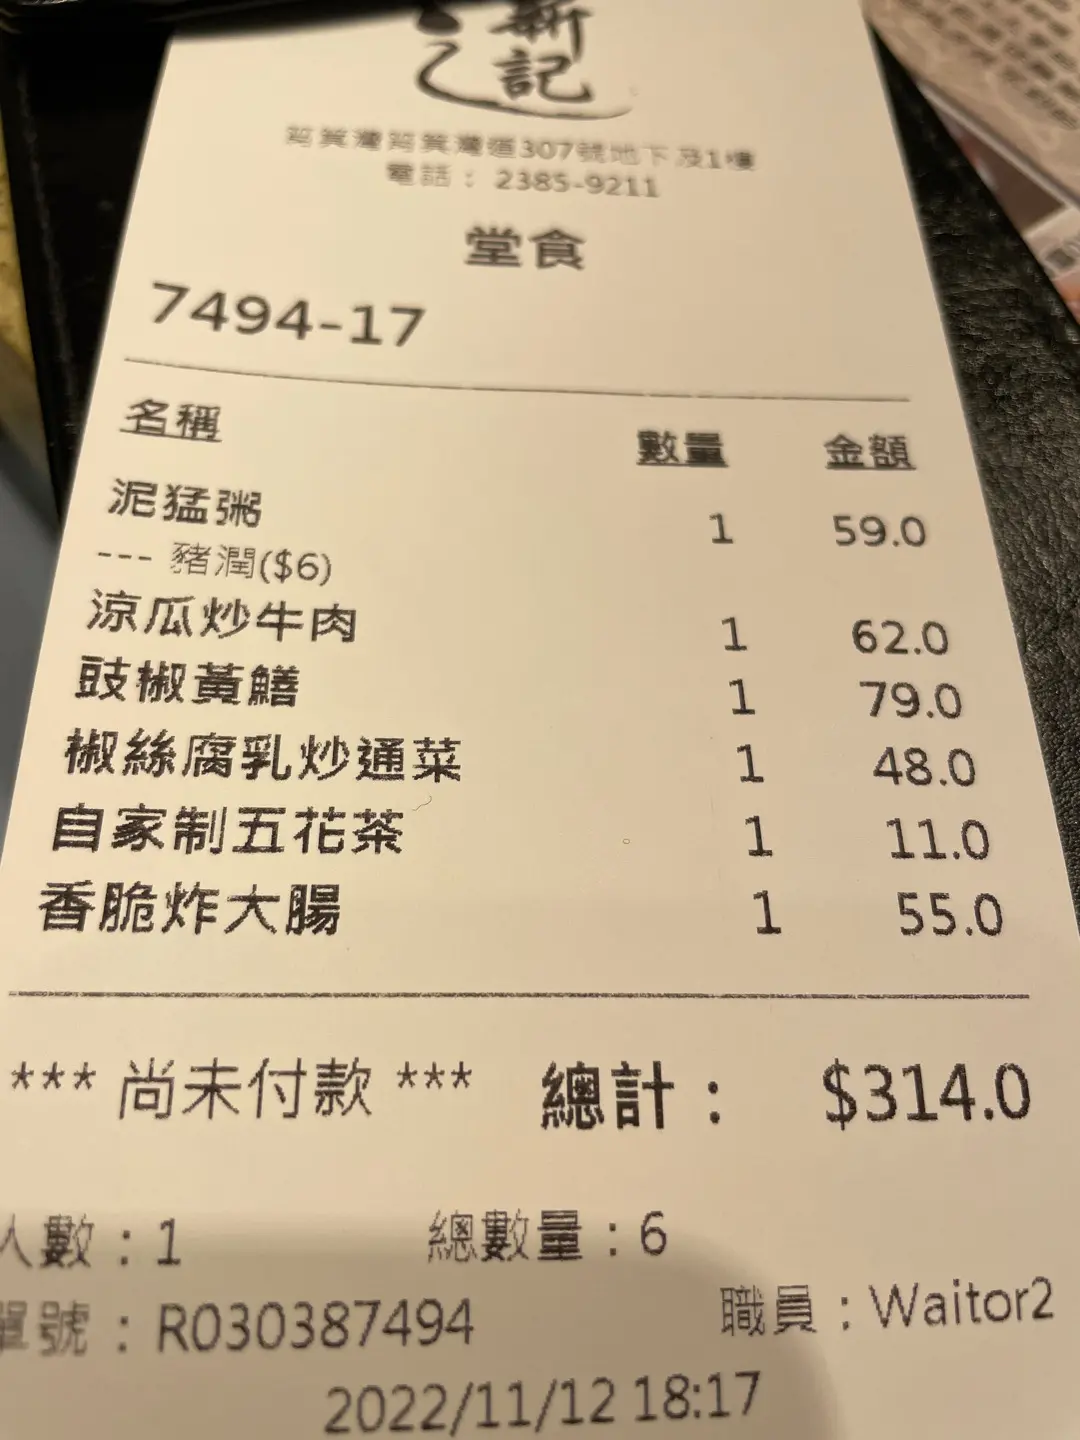 新
記
筲箕灣筲箕灣道307號地下及1樓
電話： 2385-9211
堂食
7494-17
名稱 數量 金額
泥猛粥 1 59.0
--- 豬潤($6)
涼瓜炒牛肉 1 62.0
豉椒黃鱔 1 79.0
椒絲腐乳炒通菜 1 48.0
自家制五花茶 1 11.0
香脆炸大腸 1 55.0
*** 尚未付款 *** 總計： $314.0
人數：1 總數量：6
單號：R030387494 職員：Waitor2
2022/11/12 18:17